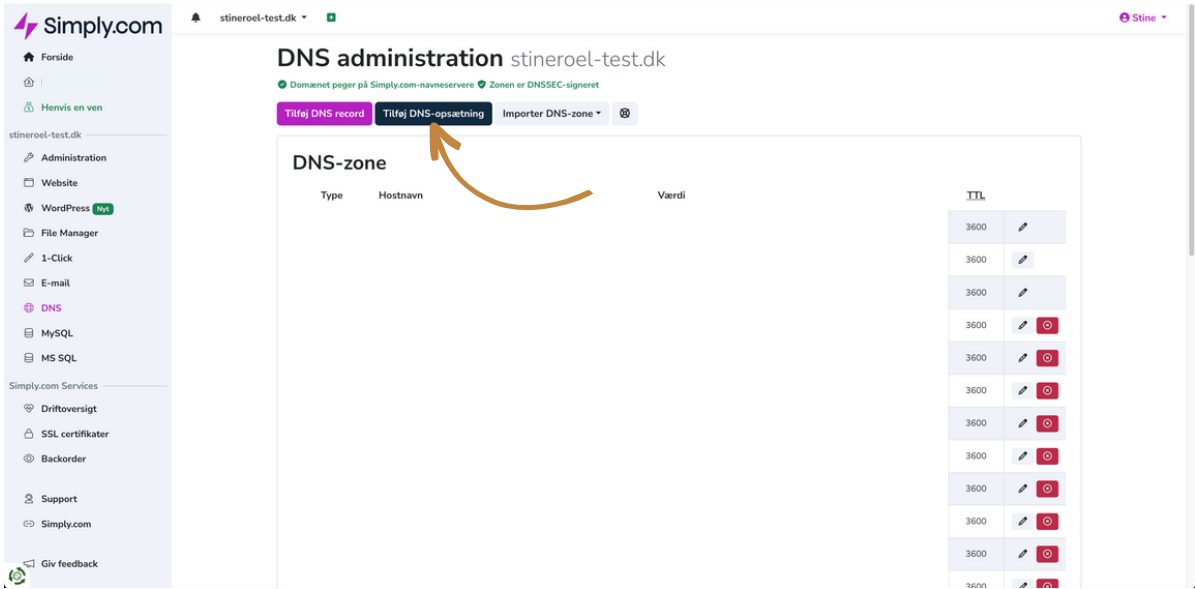 Simply.com
stineroel-test.dk
Stine
Forside
Henvis en ven
stineroel-test.dk
Administration
Website
WordPress Nyt
File Manager
1-Click
E-mail
DNS
MySQL
MS SQL
Simply.com Services
Driftoversigt
SSL certifikater
Backorder
Support
Simply.com
Giv feedback
DNS administration stineroel-test.dk
Domænet peger på Simply.com-navneservere Zonen er DNSSEC-signeret
Tilføj DNS record Tilføj DNS-opsætning Importer DNS-zone
DNS-zone
Type Hostnavn Værdi TTL
3600
3600
3600
3600
3600
3600
3600
3600
3600
3600
3600
3600